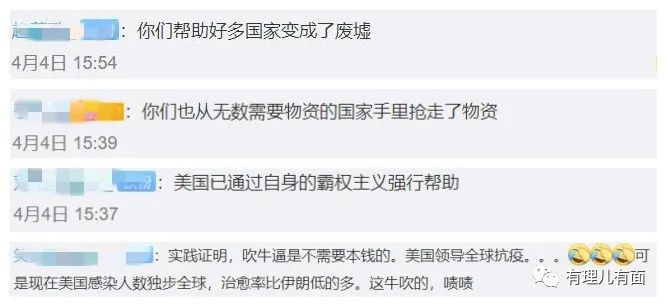 ：你们帮助好多国家变成了废墟
4月4日 15:54
：你们也从无数需要物资的国家手里抢走了物资
4月4日 15:39
：美国已通过自身的霸权主义强行帮助
4月4日 15:37
：实践证明，吹牛逼是不需要本钱的。美国领导全球抗疫。。。可
是现在美国感染人数独步全球，治愈率比伊朗低的多。这牛吹的，啧啧
有理儿有面